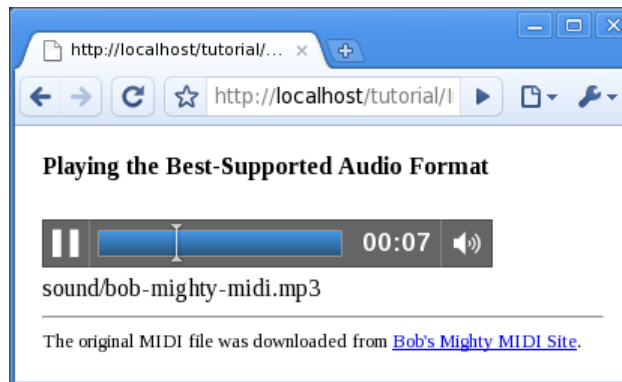 http://localhost/tutorial/...
http://localhost/tutorial/
Playing the Best-Supported Audio Format
00:07
sound/bob-mighty-midi.mp3
The original MIDI file was downloaded from Bob's Mighty MIDI Site.